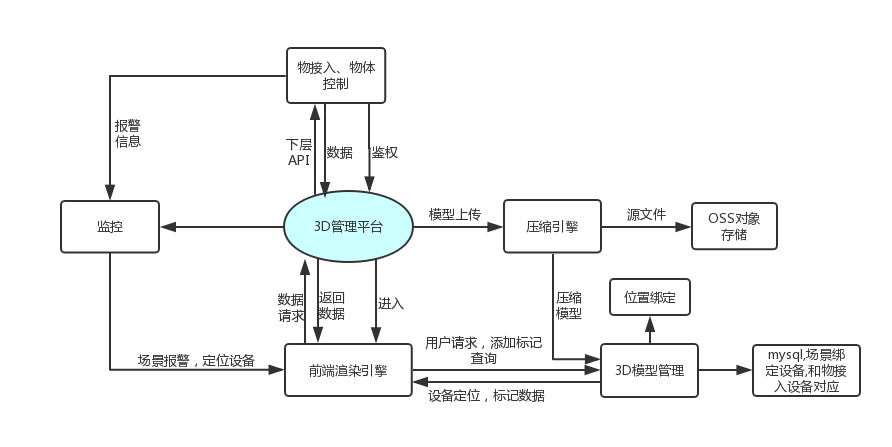 物接入、物体
控制
报警
信息
下层
API
数据
鉴权
监控
3D管理平台
模型上传
压缩引擎
源文件
OSS对象
存储
数据
请求
返回
数据
进入
压缩
模型
位置绑定
场景报警，定位设备
前端渲染引擎
用户请求，添加标记
查询
设备定位，标记数据
3D模型管理
mysql,场景绑
定设备,和物接
入设备对应